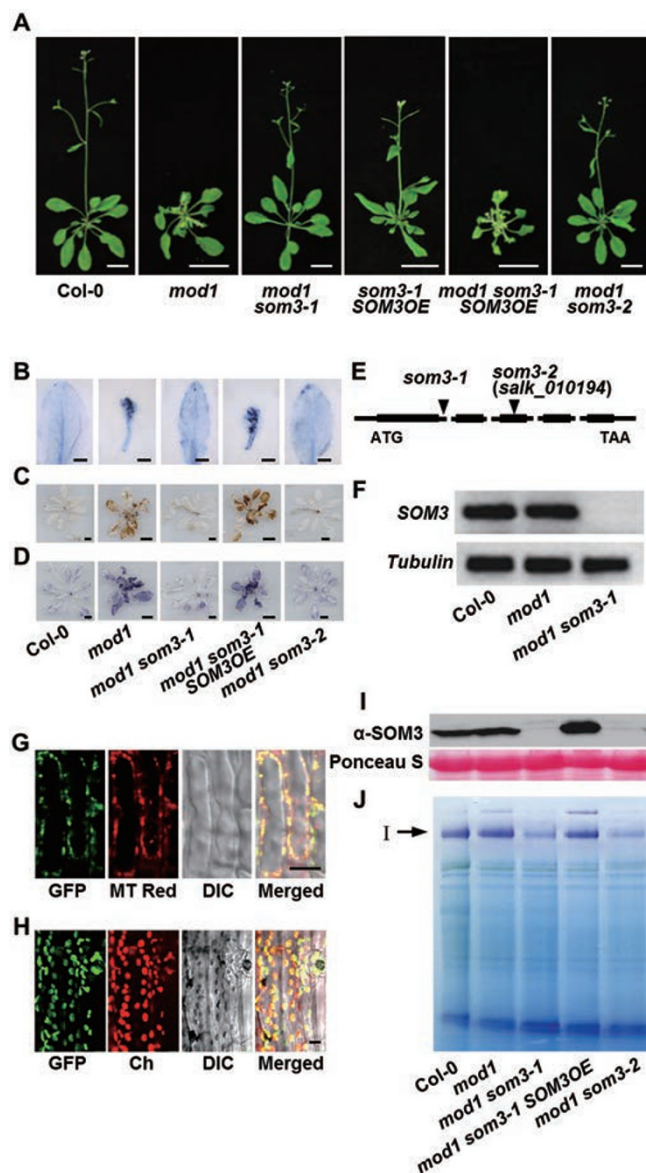 A
Col-0
mod1
mod1
som3-1
som3-1
SOM3OE
mod1 som3-1
SOM3OE
mod1
som3-2
B
C
D
Col-0
mod1
mod1 som3-1
mod1 som3-1
SOM3OE
mod1 som3-2
E
som3-1
som3-2
(salk_010194)
ATG
TAA
F
SOM3
Tubulin
Col-0
mod1
mod1 som3-1
G
GFP
MT Red
DIC
Merged
H
GFP
Ch
DIC
Merged
I
α-SOM3
Ponceau S
J
I
Col-0
mod1
mod1 som3-1
mod1 som3-1 SOM3OE
mod1 som3-2